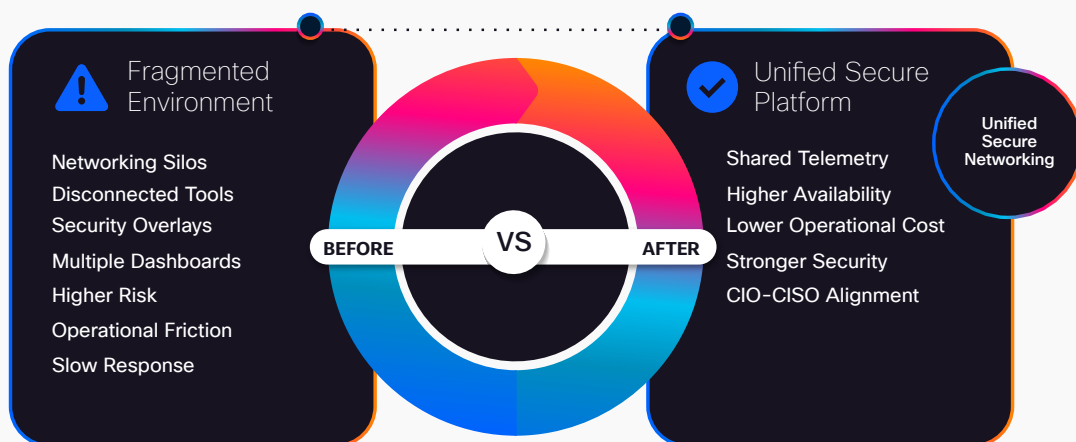 Fragmented
Environment
Networking Silos
Disconnected Tools
Security Overlays
Multiple Dashboards
Higher Risk
Operational Friction
Slow Response
BEFORE
VS
AFTER
Unified Secure
Platform
Shared Telemetry
Higher Availability
Lower Operational Cost
Stronger Security
CIO-CISO Alignment
Unified
Secure
Networking